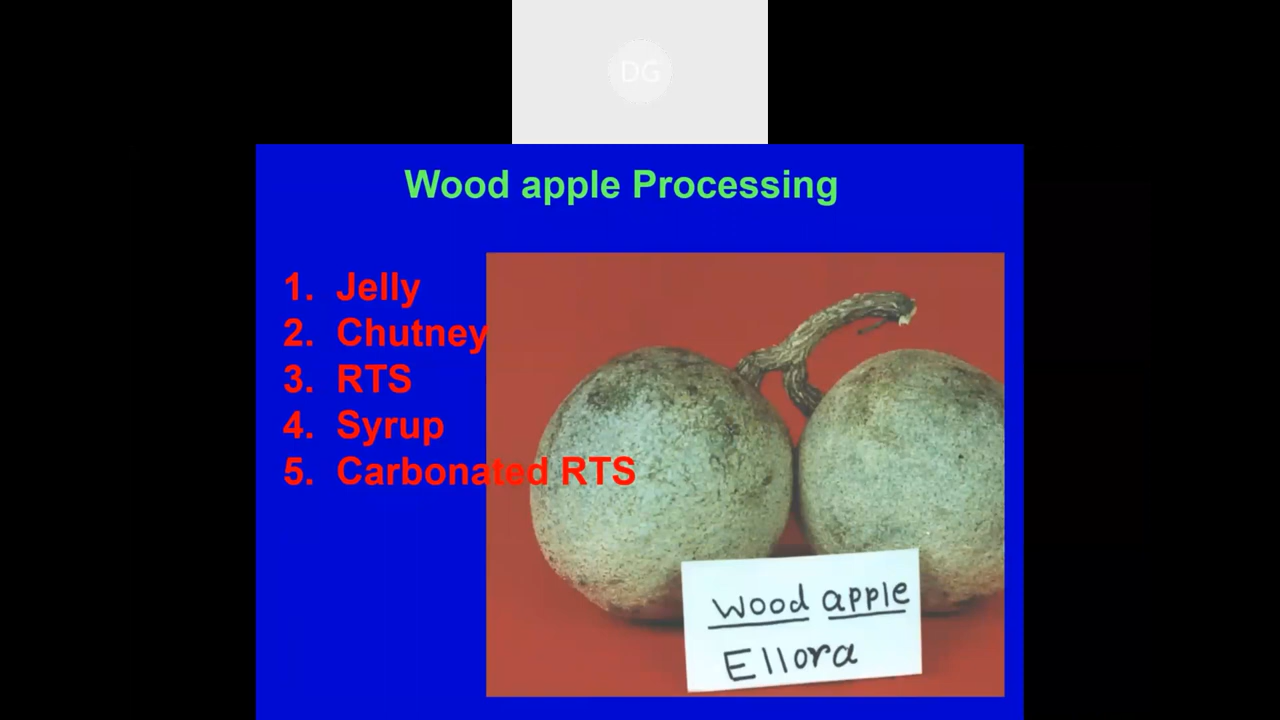 DG
Wood apple Processing
1. Jelly
2. Chutney
3. RTS
4. Syrup
5. Carbonated RTS
Wood apple
Ellora